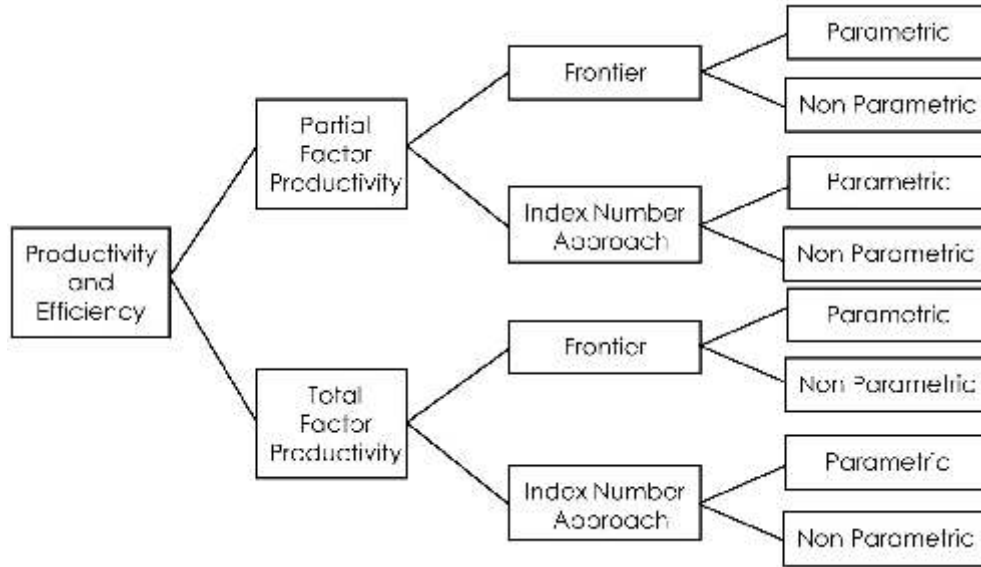 Productivity
and
Efficiency
Partial
Factor
Productivity
Total
Factor
Productivity
Frontier
Index Number
Approach
Frontier
Index Number
Approach
Parametric
Non Parametric
Parametric
Non Parametric
Parametric
Non Parametric
Parametric
Non Parametric